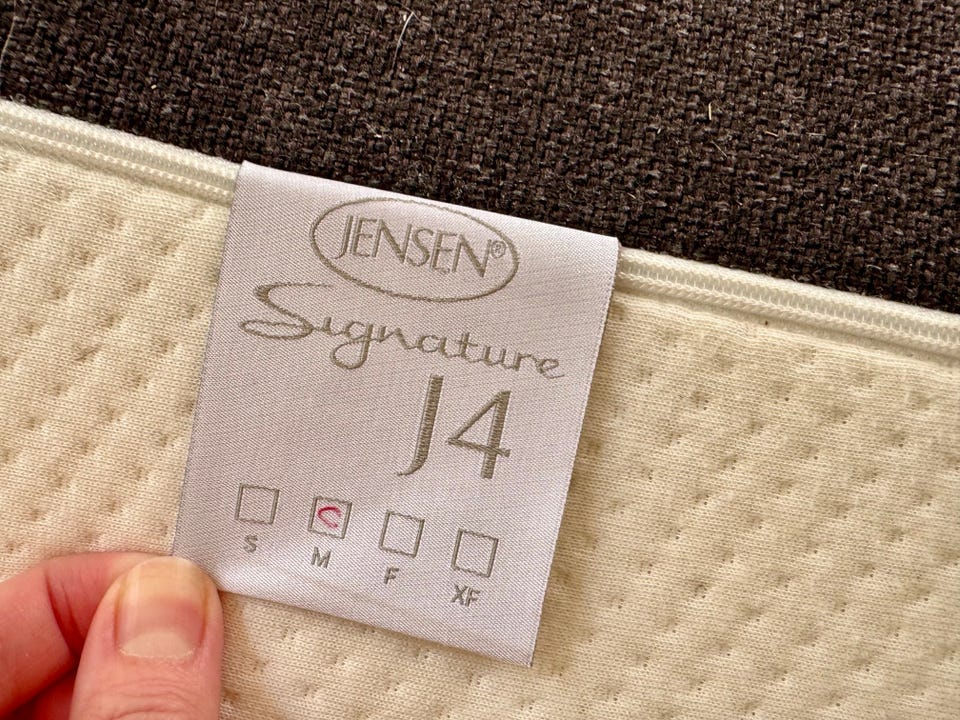 JENSEN®
Signature
J4
S M F XF